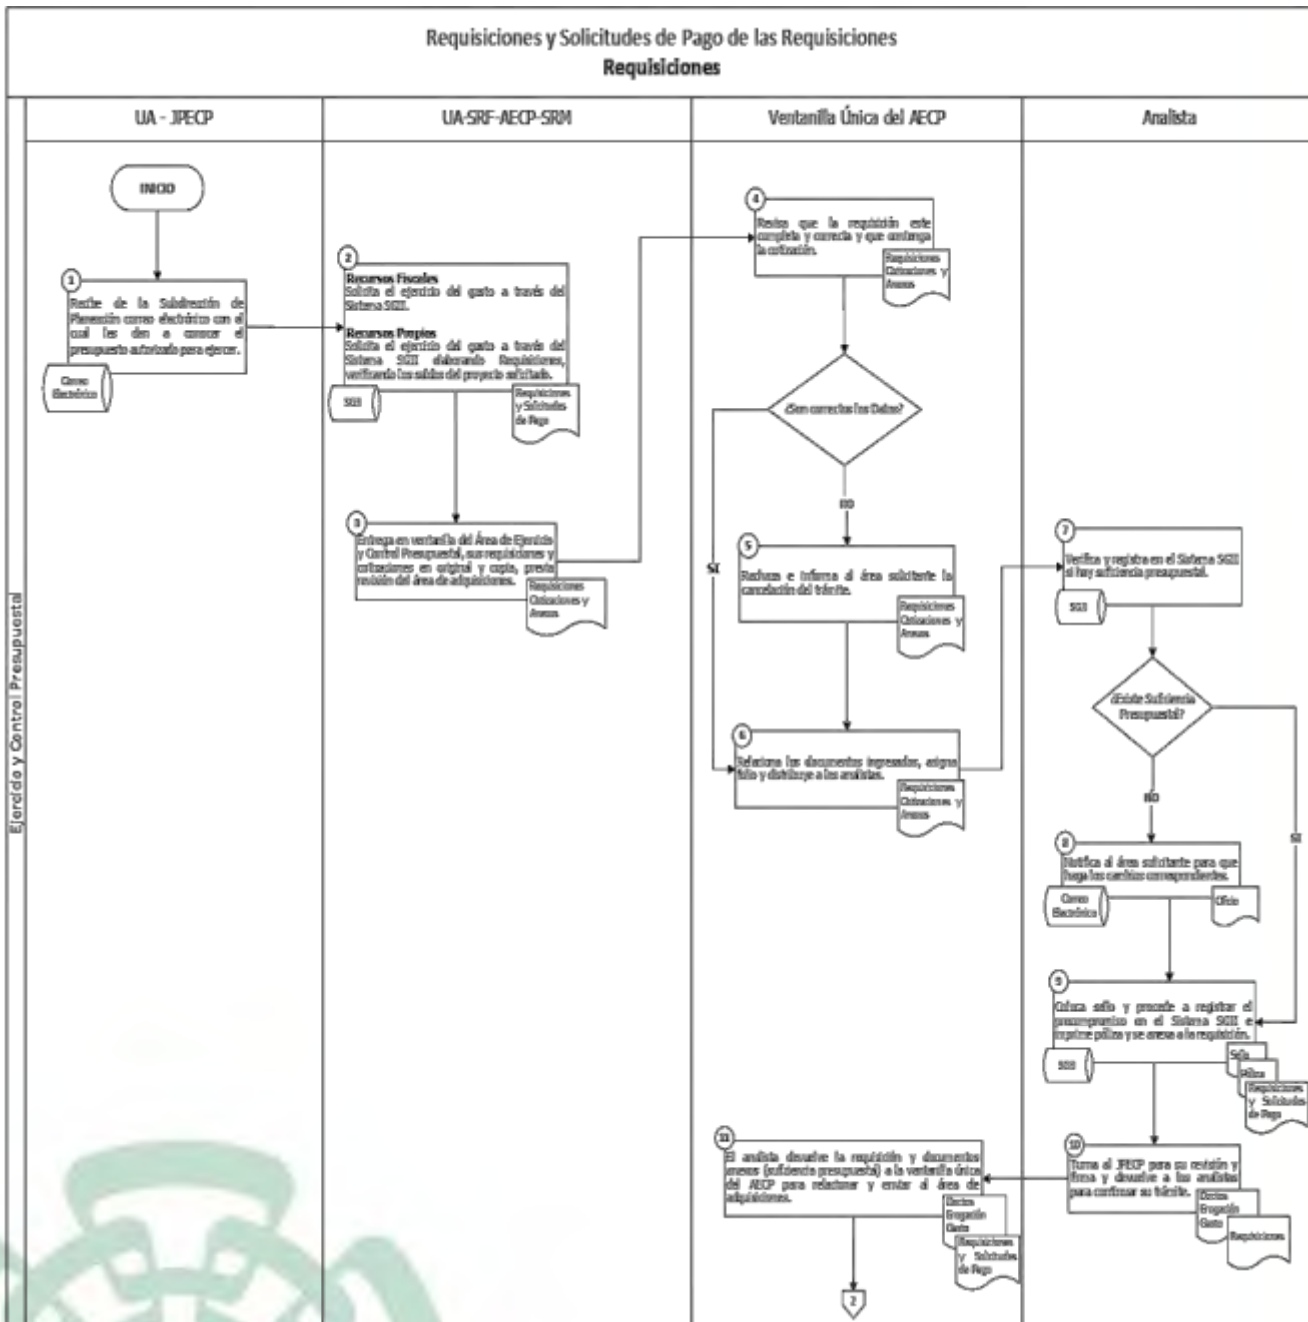 Requisiciones y Solicitudes de Pago de las Requisiciones
Requisiciones
UA - JPECP
UA-SRF-AECP-SRM
Ventanilla Única del AECP
Analista
Ejercicio y Control Presupuestal
INICIO
1
Recibe de la Subdirección de
Planeación correo electrónico con el
cual les dan a conocer el
presupuesto autorizado para ejercer.
Correo
Electrónico
2
Recursos Fiscales
Solicita el ejercicio del gasto a través del
Sistema SGII.
Recursos Propios
Solicita el ejercicio del gasto a través del
Sistema SGII elaborando Requisiciones,
verificando los saldos del proyecto solicitado.
SGII
Requisiciones
y Solicitudes
de Pago
3
Entrega en ventanilla del Área de Ejercicio
y Control Presupuestal, sus requisiciones y
cotizaciones en original y copia, previa
revisión del área de adquisiciones.
Requisiciones
Cotizaciones y
Anexos
4
Revisa que la requisición este
completa y correcta y que contenga
la cotización.
Requisiciones
Cotizaciones y
Anexos
¿Son correctos los Datos?
NO
SI
5
Rechaza e informa al área solicitante la
cancelación del trámite.
Requisiciones
Cotizaciones y
Anexos
6
Relaciona los documentos ingresados, asigna
folio y distribuye a los analistas.
Requisiciones
Cotizaciones y
Anexos
7
Verifica y registra en el Sistema SGII
si hay suficiencia presupuestal.
SGII
¿Existe Suficiencia
Presupuestal?
NO
SI
8
Notifica al área solicitante para que
haga los cambios correspondientes.
Correo
Electrónico
Oficio
9
Coloca sello y procede a registrar el
precompromiso en el Sistema SGII e
imprime póliza y se anexa a la requisición.
SGII
Sello
Póliza
Requisiciones
y Solicitudes
de Pago
10
Turna al JPECP para su revisión y
firma y devuelve a los analistas
para continuar su trámite.
Doctos
Erogación
Gasto
Requisiciones
11
El analista devuelve la requisición y documentos
anexos (suficiencia presupuestal) a la ventanilla única
del AECP para relacionar y enviar al área de
adquisiciones.
Doctos
Erogación
Gasto
Requisiciones
y Solicitudes
de Pago
2